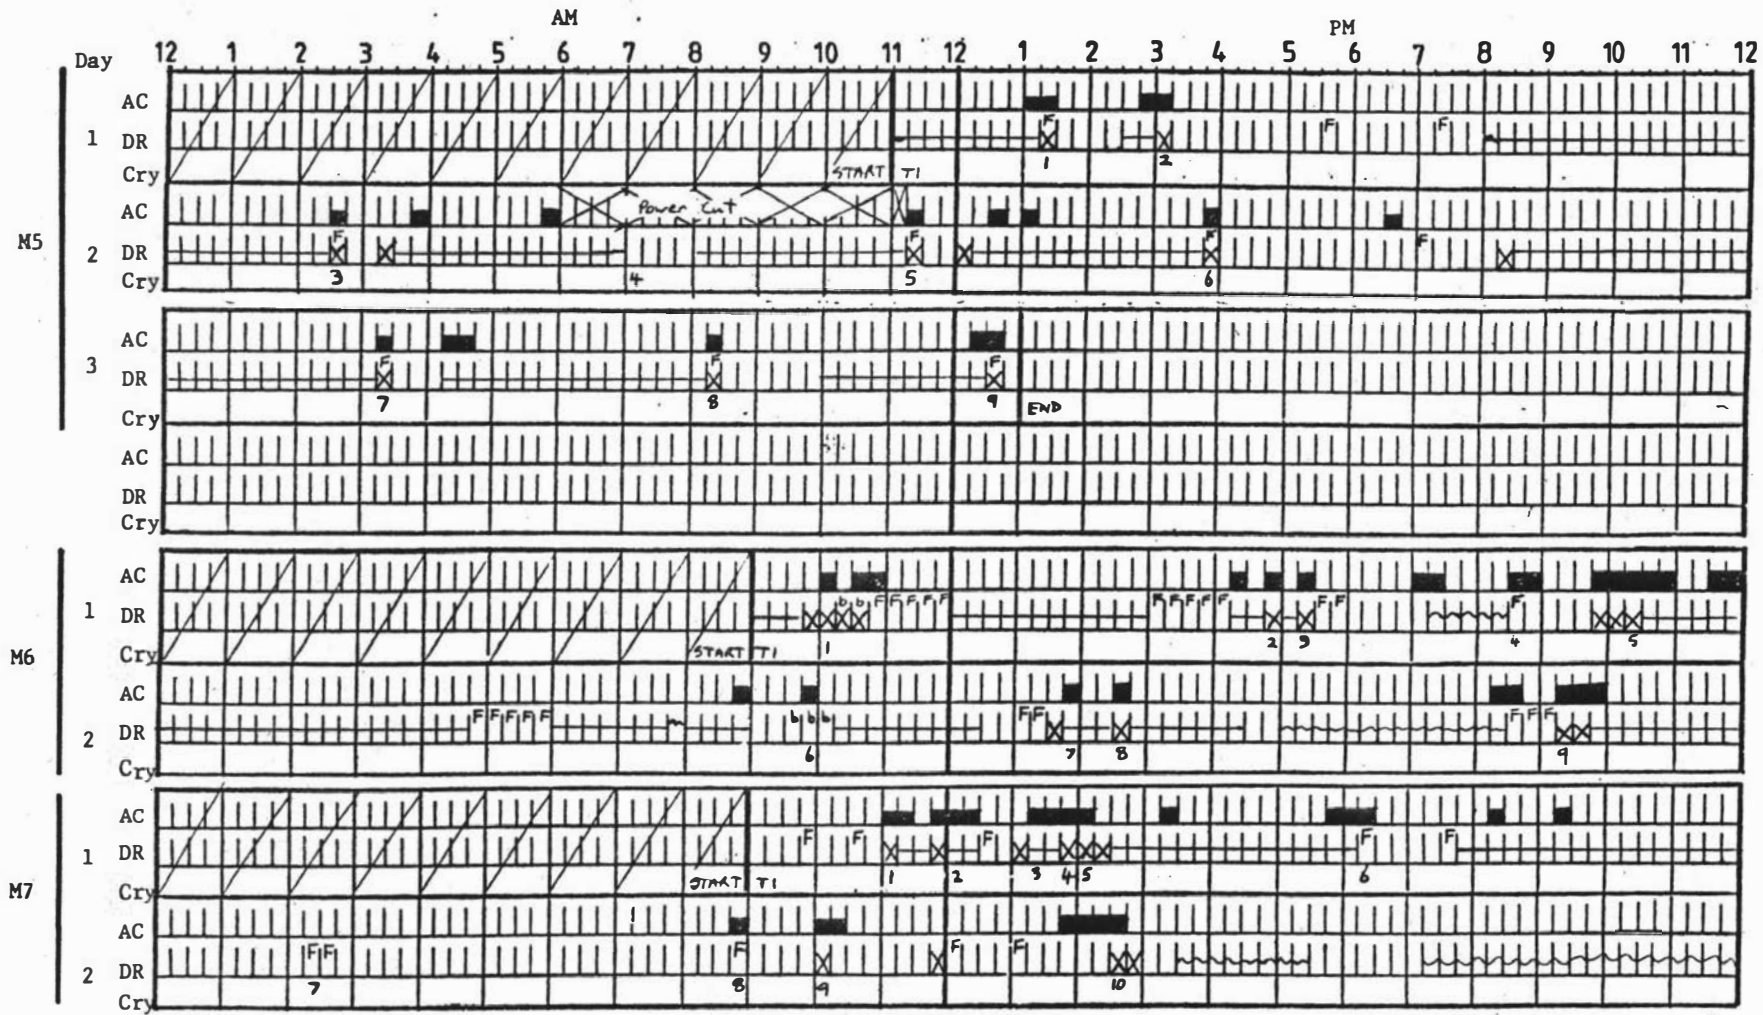 AM
PM
Day 12 1 2 3 4 5 6 7 8 9 10 11 12 1 2 3 4 5 6 7 8 9 10 11 12
M5
AC
1 DR F F F
1 2
Cry START T1
AC Power Cut
2 DR F F F F
Cry 3 4 5 6
AC
3 DR F F F
7 8 9
Cry END
AC
DR
Cry
M6
AC
1 DR b b F F F F F F F F F F F F F
Cry START T1 1 2 3 4 5
AC
2 DR F F F F F b b b F F F F F
6 7 8 9
Cry
M7
AC
1 DR F F F F F
1 2 3 4 5 6
Cry START T1
AC
2 DR F F F F F
7 8 9 10
Cry